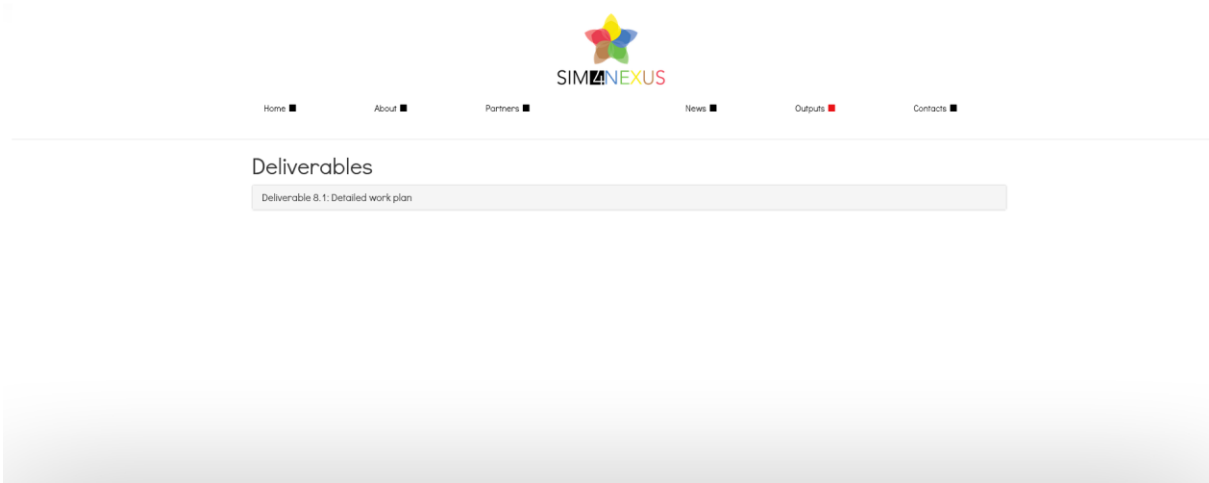 SIM4NEXUS
Home About Partners News Outputs Contacts
Deliverables
Deliverable 8.1: Detailed work plan